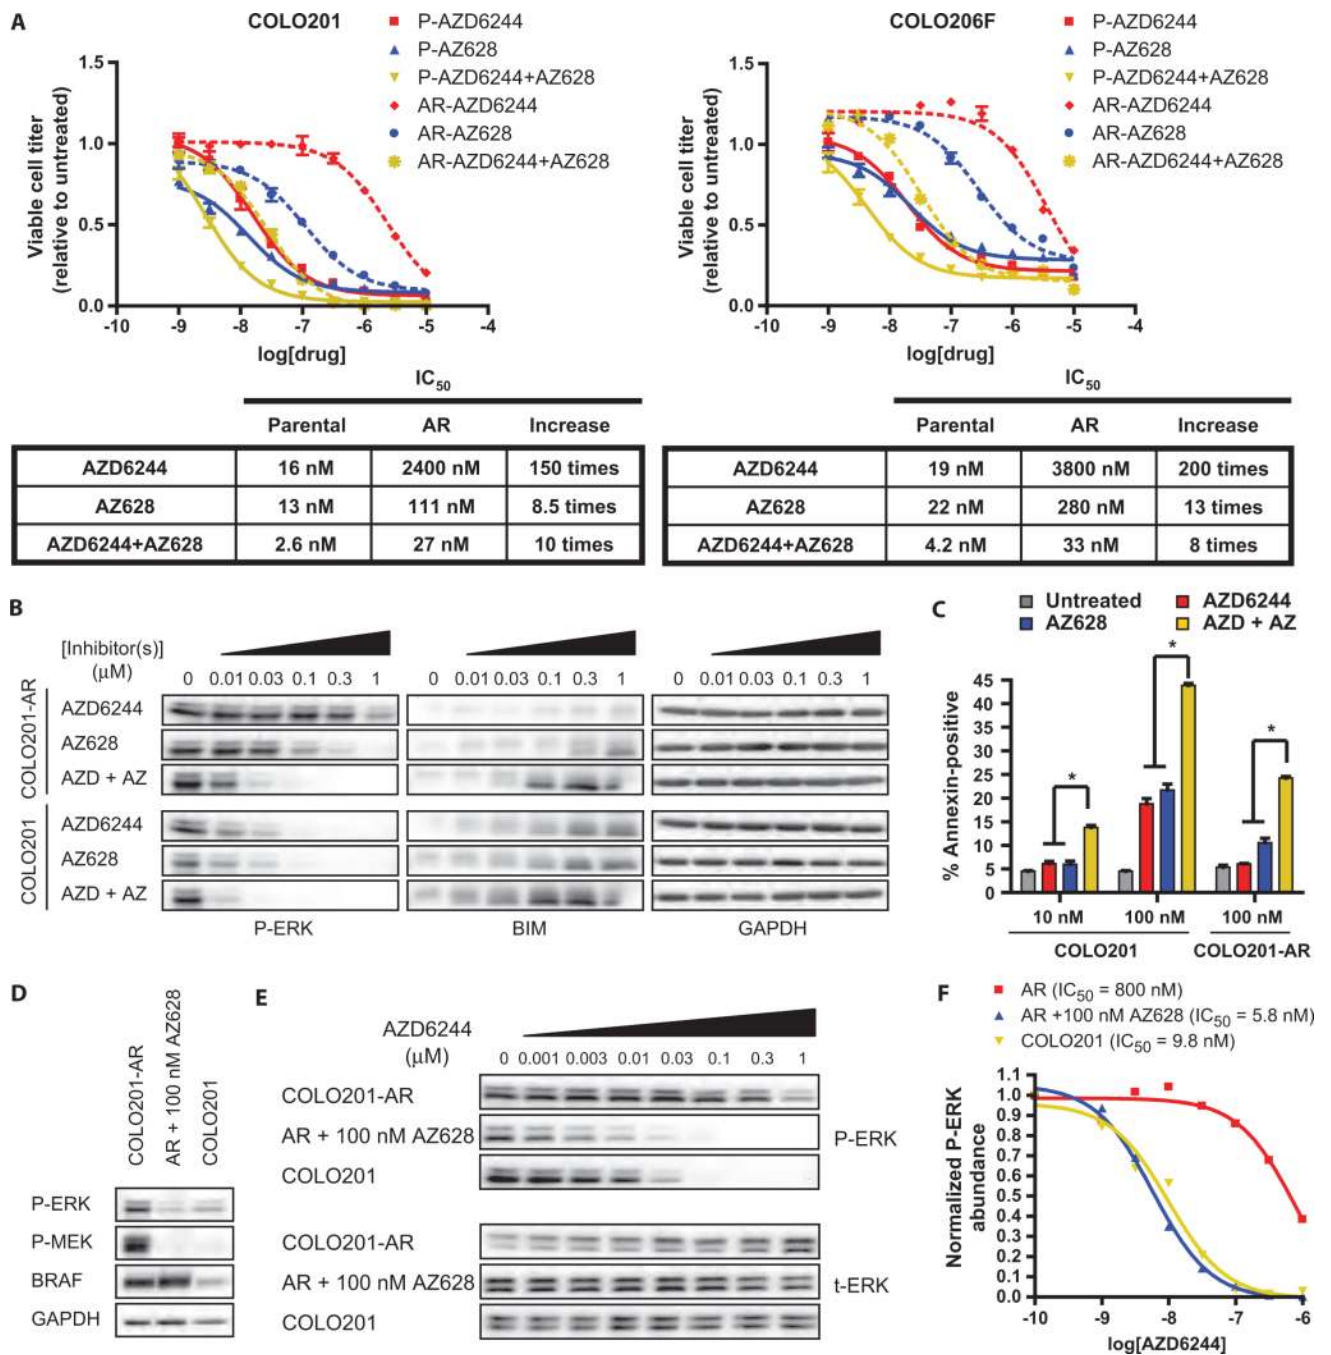 A
COLO201
P-AZD6244
P-AZ628
P-AZD6244+AZ628
AR-AZD6244
AR-AZ628
AR-AZD6244+AZ628
Viable cell titer
(relative to untreated)
1.5
1.0
0.5
0.0
-10 -9 -8 -7 -6 -5 -4
log[drug]
COLO206F
P-AZD6244
P-AZ628
P-AZD6244+AZ628
AR-AZD6244
AR-AZ628
AR-AZD6244+AZ628
Viable cell titer
(relative to untreated)
1.5
1.0
0.5
0.0
-10 -9 -8 -7 -6 -5 -4
log[drug]
IC50
Parental AR Increase
AZD6244 16 nM 2400 nM 150 times
AZ628 13 nM 111 nM 8.5 times
AZD6244+AZ628 2.6 nM 27 nM 10 times
IC50
Parental AR Increase
AZD6244 19 nM 3800 nM 200 times
AZ628 22 nM 280 nM 13 times
AZD6244+AZ628 4.2 nM 33 nM 8 times
B
[Inhibitor(s)]
(µM)
0 0.01 0.03 0.1 0.3 1
0 0.01 0.03 0.1 0.3 1
0 0.01 0.03 0.1 0.3 1
COLO201-AR
AZD6244
AZ628
AZD + AZ
COLO201
AZD6244
AZ628
AZD + AZ
P-ERK
BIM
GAPDH
C
Untreated
AZD6244
AZ628
AZD + AZ
% Annexin-positive
45
40
35
30
25
20
15
10
5
0
*
*
*
10 nM 100 nM 100 nM
COLO201 COLO201-AR
D
COLO201-AR
AR + 100 nM AZ628
COLO201
P-ERK
P-MEK
BRAF
GAPDH
E
AZD6244
(µM)
0 0.001 0.003 0.01 0.03 0.1 0.3 1
COLO201-AR
AR + 100 nM AZ628
COLO201
P-ERK
COLO201-AR
AR + 100 nM AZ628
COLO201
t-ERK
F
AR (IC50 = 800 nM)
AR +100 nM AZ628 (IC50 = 5.8 nM)
COLO201 (IC50 = 9.8 nM)
Normalized P-ERK
abundance
1.1
1.0
0.9
0.8
0.7
0.6
0.5
0.4
0.3
0.2
0.1
0.0
-10 -9 -8 -7 -6
log[AZD6244]